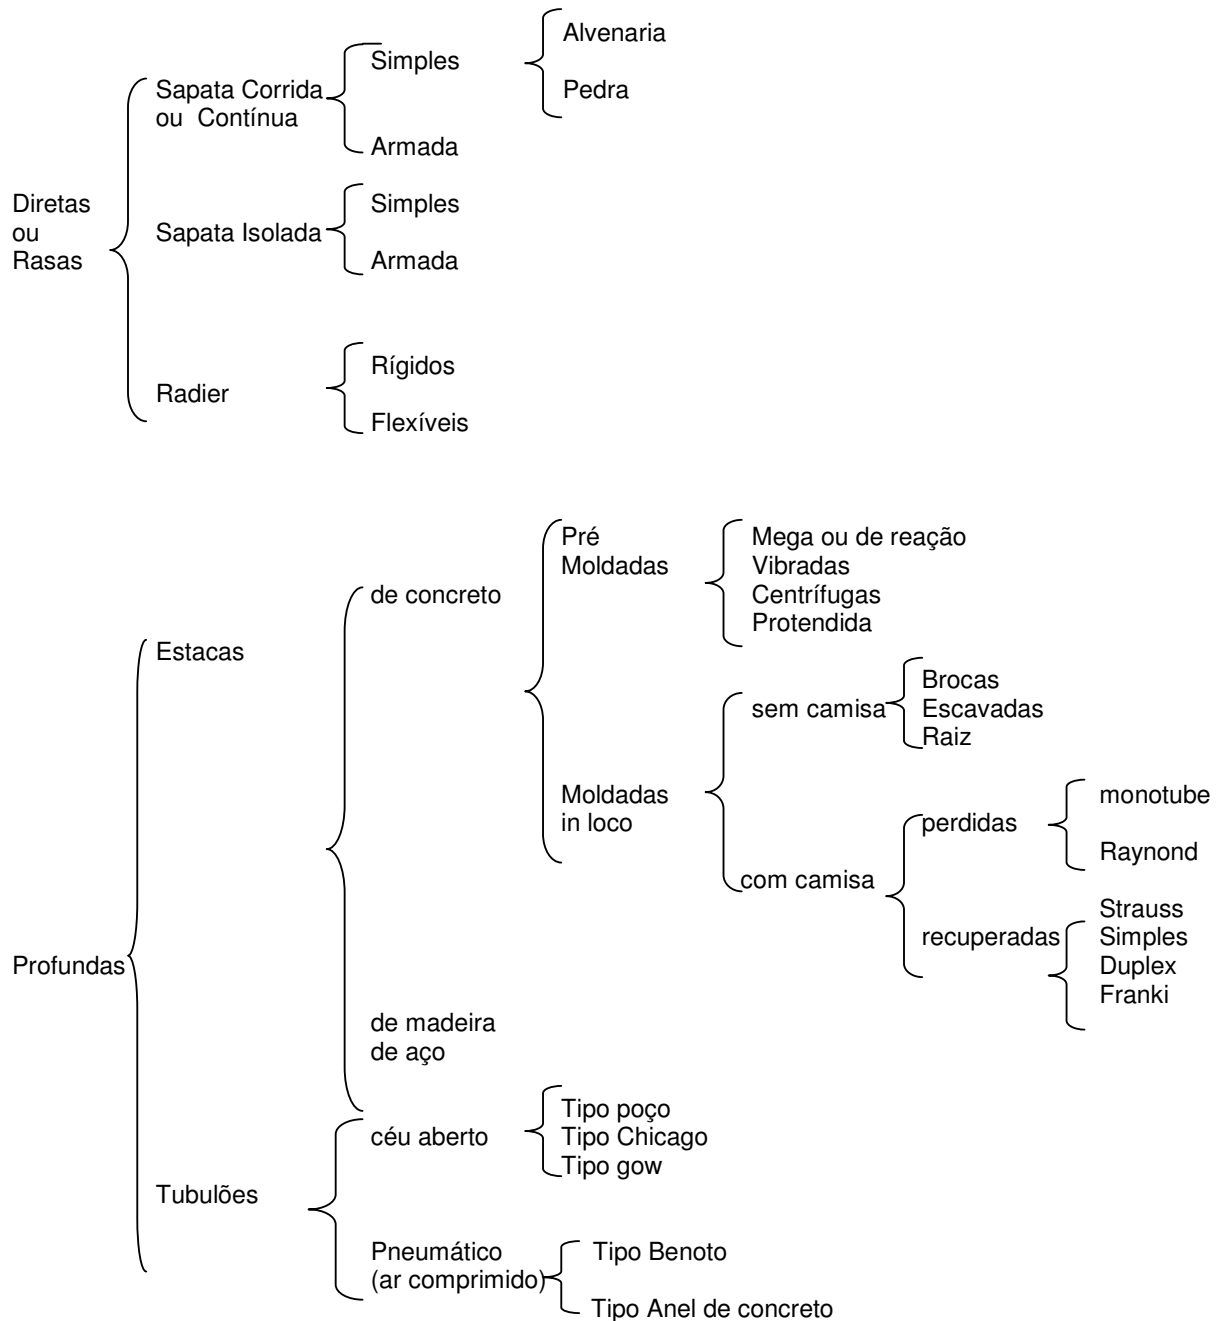 Alvenaria
Simples
Pedra
Sapata Corrida
ou Contínua
Armada
Diretas
ou
Rasas
Simples
Sapata Isolada
Armada
Rígidos
Radier
Flexíveis
Pré
Moldadas
Mega ou de reação
Vibradas
Centrífugas
Protendida
de concreto
Estacas
Brocas
sem camisa
Escavadas
Raiz
Moldadas
in loco
monotube
perdidas
Raynond
com camisa
Strauss
recuperadas
Simples
Duplex
Franki
Profundas
de madeira
de aço
Tipo poço
céu aberto
Tipo Chicago
Tipo gow
Tubulões
Pneumático
(ar comprimido)
Tipo Benoto
Tipo Anel de concreto